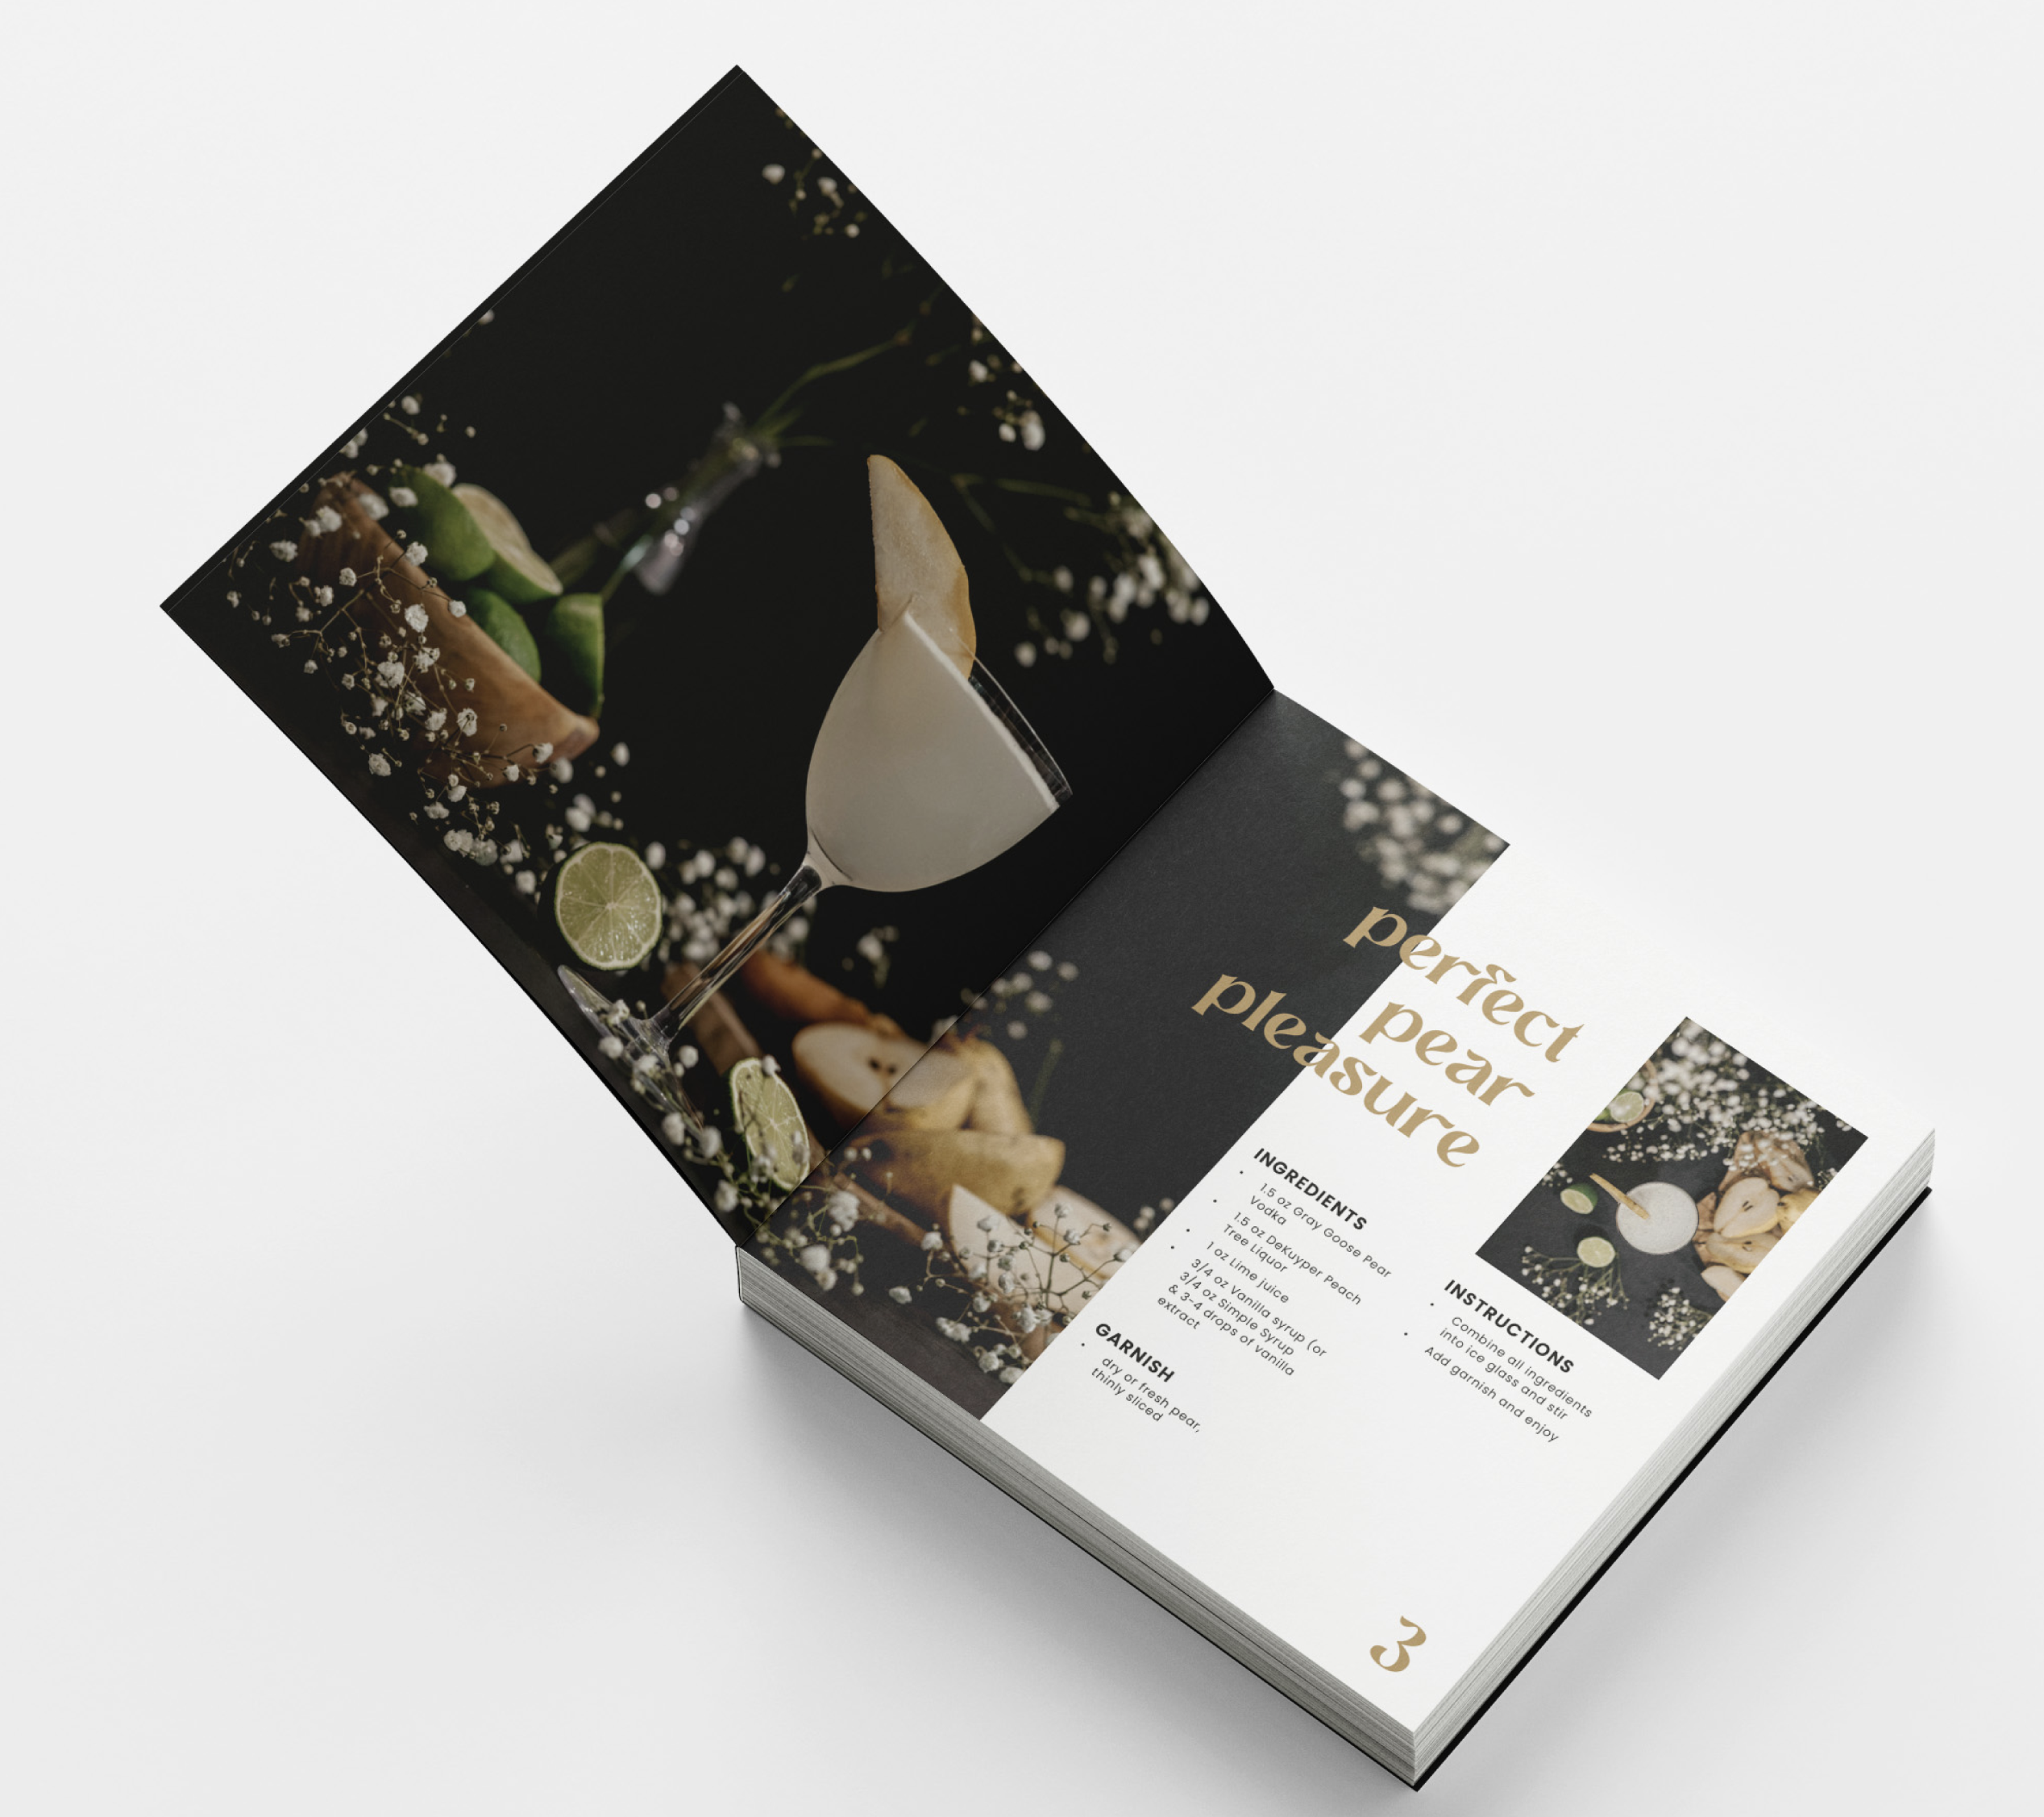 perfect
pear
pleasure
INGREDIENTS
• 1.5 oz Gray Goose Pear
Vodka
• 1.5 oz DeKuyper Peach
Tree Liquor
• 1 oz Lime juice
• 3/4 oz Vanilla syrup (or
3/4 oz Simple Syrup
& 3-4 drops of vanilla
extract
GARNISH
• dry or fresh pear,
thinly sliced
INSTRUCTIONS
• Combine all ingredients
into ice glass and stir
• Add garnish and enjoy
3